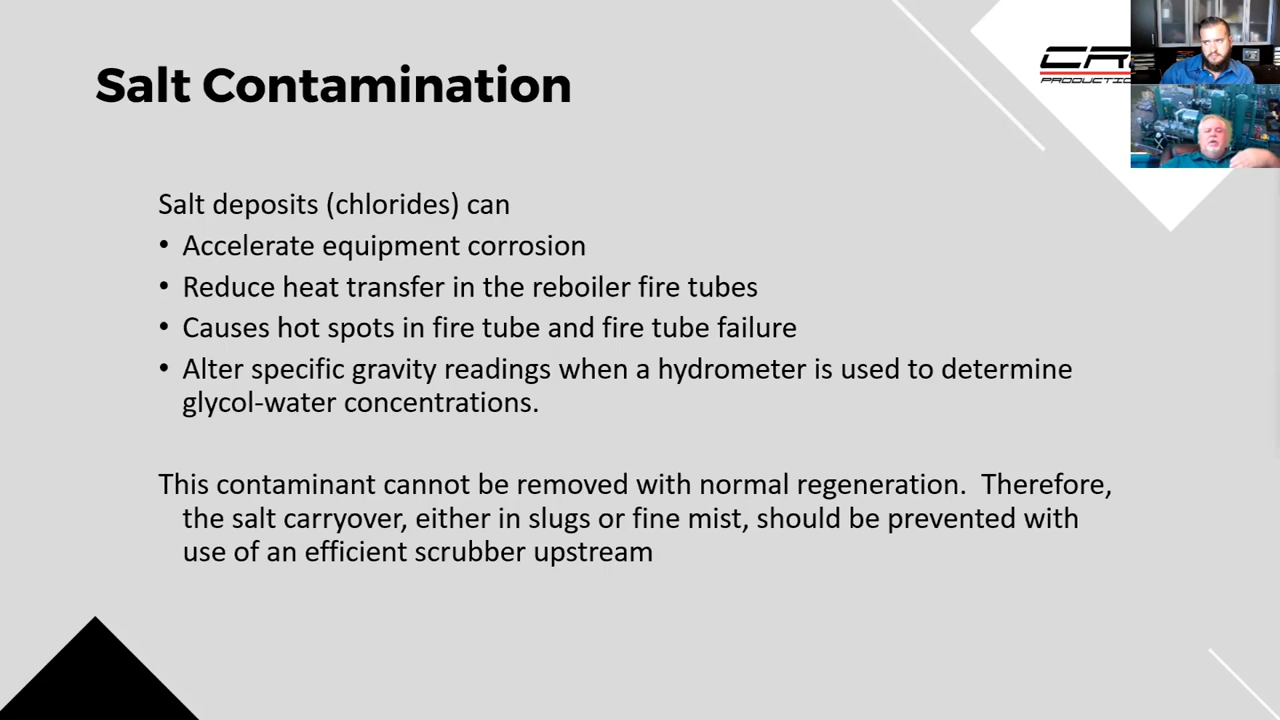 Salt Contamination
Salt deposits (chlorides) can
• Accelerate equipment corrosion
• Reduce heat transfer in the reboiler fire tubes
• Causes hot spots in fire tube and fire tube failure
• Alter specific gravity readings when a hydrometer is used to determine
glycol-water concentrations.
This contaminant cannot be removed with normal regeneration.  Therefore,
the salt carryover, either in slugs or fine mist, should be prevented with
use of an efficient scrubber upstream